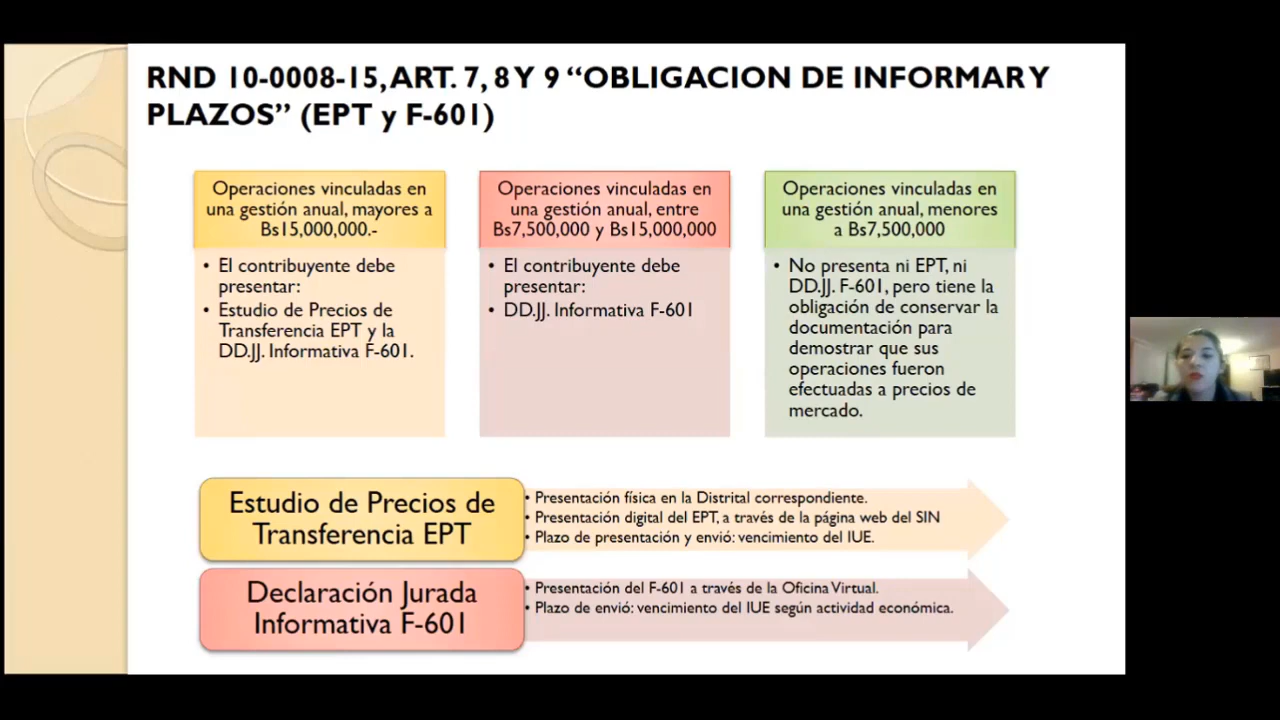 RND 10-0008-15, ART. 7, 8 Y 9 “OBLIGACION DE INFORMAR Y
PLAZOS” (EPT y F-601)
Operaciones vinculadas en
una gestión anual, mayores a
Bs15,000,000.-
• El contribuyente debe
presentar:
• Estudio de Precios de
Transferencia EPT y la
DD.JJ. Informativa F-601.
Operaciones vinculadas en
una gestión anual, entre
Bs7,500,000 y Bs15,000,000
• El contribuyente debe
presentar:
• DD.JJ. Informativa F-601
Operaciones vinculadas en
una gestión anual, menores
a Bs7,500,000
• No presenta ni EPT, ni
DD.JJ. F-601, pero tiene la
obligación de conservar la
documentación para
demostrar que sus
operaciones fueron
efectuadas a precios de
mercado.
Estudio de Precios de
Transferencia EPT
• Presentación física en la Distrital correspondiente.
• Presentación digital del EPT, a través de la página web del SIN
• Plazo de presentación y envió: vencimiento del IUE.
Declaración Jurada
Informativa F-601
• Presentación del F-601 a través de la Oficina Virtual.
• Plazo de envió: vencimiento del IUE según actividad económica.